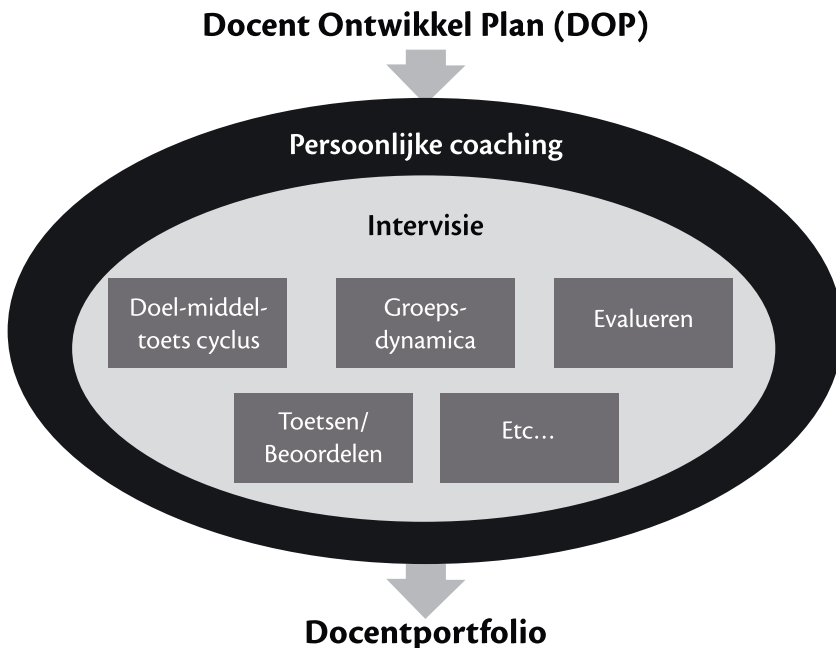 Docent Ontwikkel Plan (DOP)
Persoonlijke coaching
Intervisie
Doel-middel-
toets cyclus
Groeps-
dynamica
Evalueren
Toetsen/
Beoordelen
Etc...
Docentportfolio